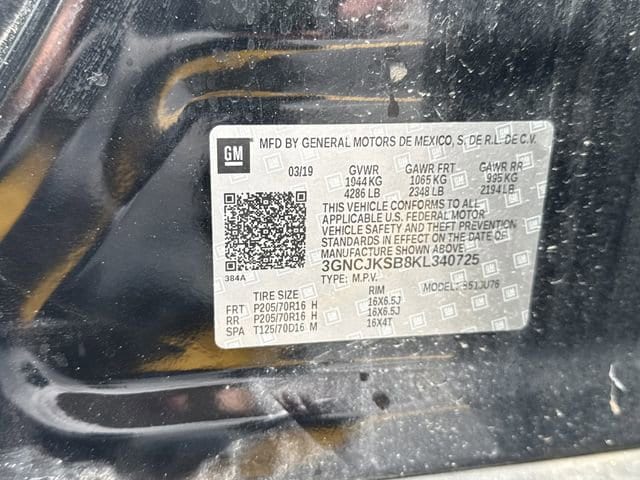 MFD BY GENERAL MOTORS DE MEXICO, S. DE R.L. DE C.V.
GM
03/19 GVWR GAWR FRT GAWR RR
1944 KG 1065 KG 995 KG
4286 LB 2348 LB 2194 LB
THIS VEHICLE CONFORMS TO ALL
APPLICABLE U.S. FEDERAL MOTOR
VEHICLE SAFETY AND THEFT PREVENTION
STANDARDS IN EFFECT ON THE DATE OF
MANUFACTURE SHOWN ABOVE.
3GNCJKSB8KL340725
384A
TYPE: M.P.V. MODEL:
TIRE SIZE RIM
FRT P205/70R16 H 16X6.5J
RR P205/70R16 H 16X6.5J
SPA T125/70D16 M 16X4T